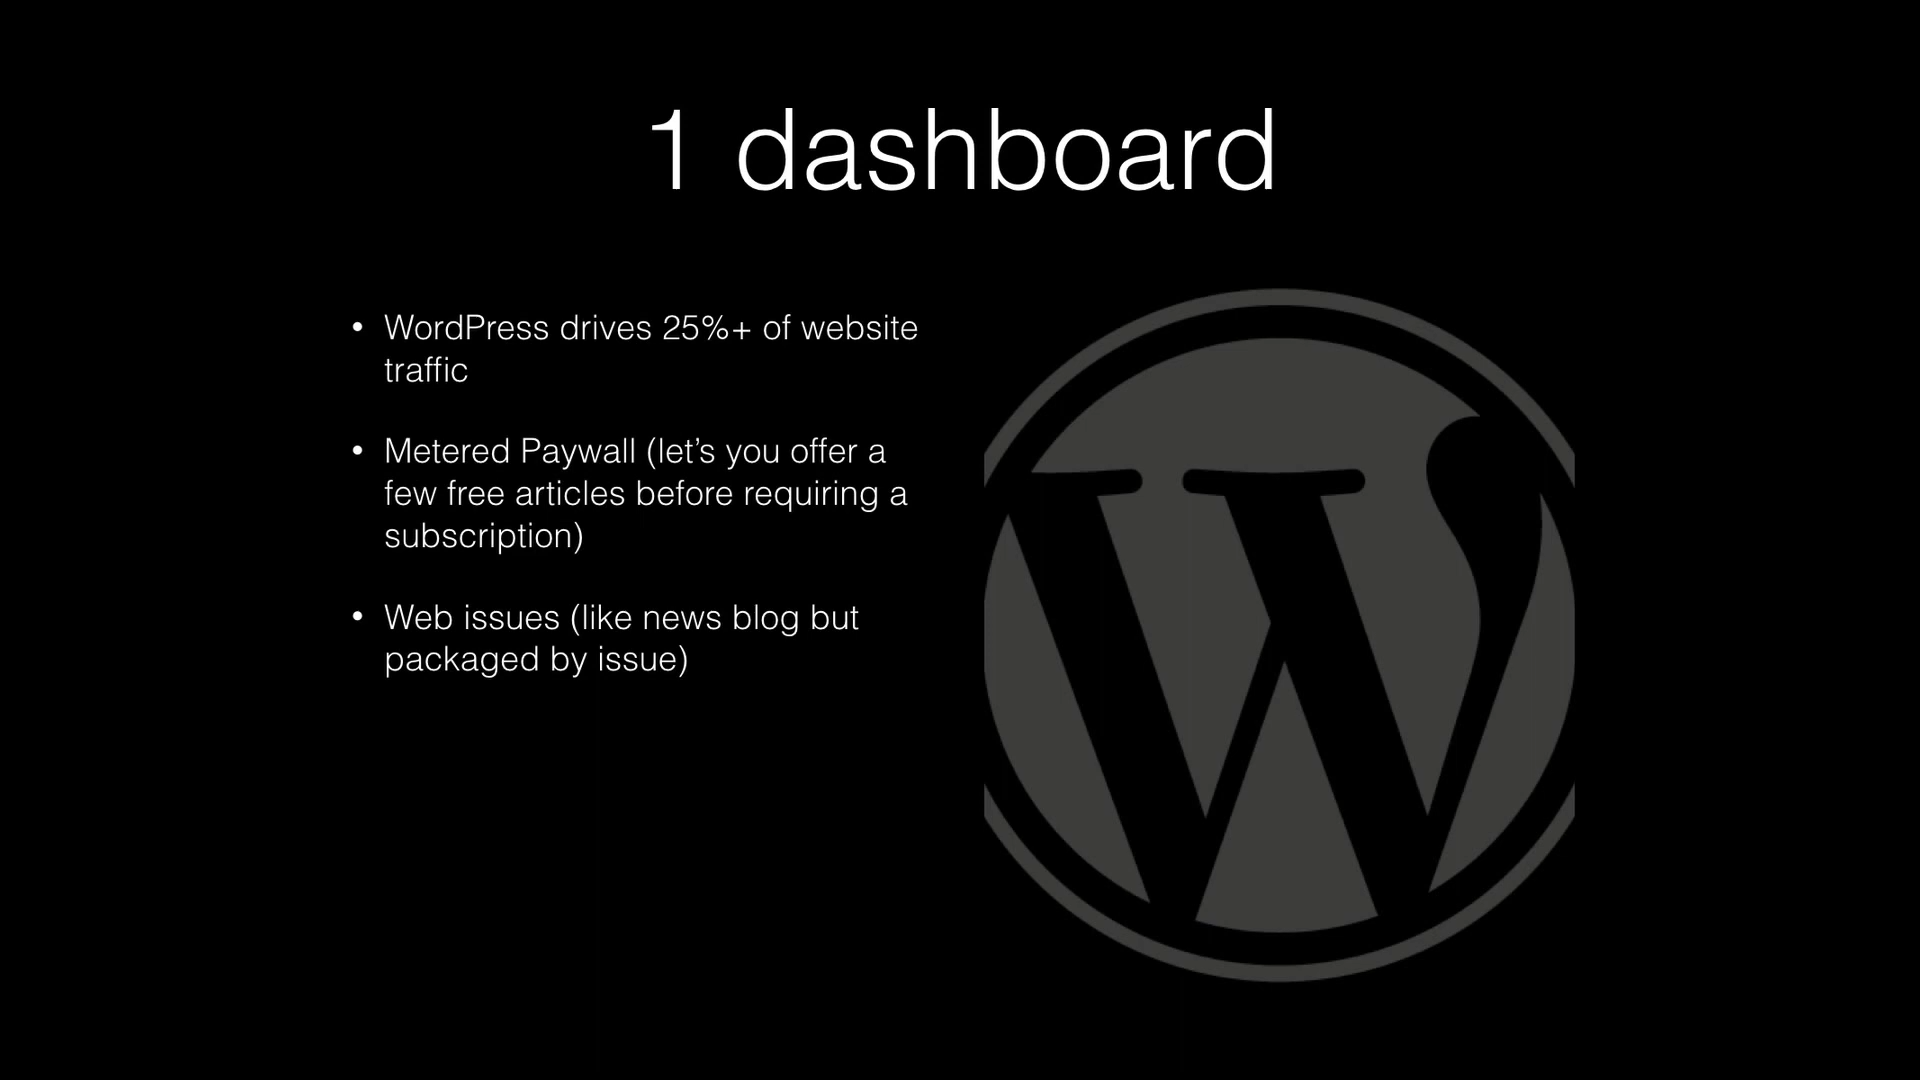 1 dashboard
• WordPress drives 25%+ of website
traffic
• Metered Paywall (let’s you offer a
few free articles before requiring a
subscription)
• Web issues (like news blog but
packaged by issue)